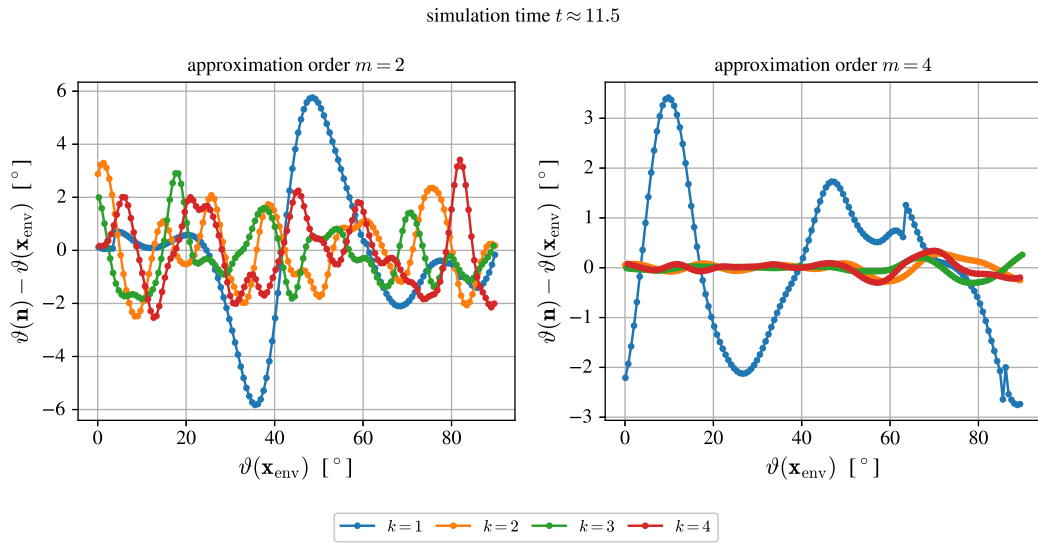 simulation time t ≈ 11.5
approximation order m = 2
approximation order m = 4
ϑ(n) − ϑ(x_env) [°]
6
4
2
0
−2
−4
−6
0 20 40 60 80
ϑ(x_env) [°]
ϑ(n) − ϑ(x_env) [°]
3
2
1
0
−1
−2
−3
0 20 40 60 80
ϑ(x_env) [°]
k = 1 k = 2 k = 3 k = 4